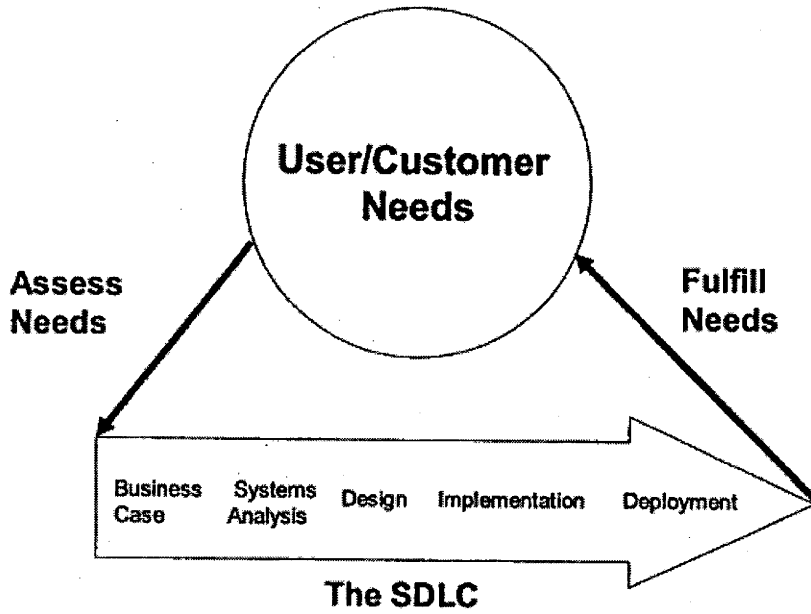 User/Customer
Needs
Assess
Needs
Fulfill
Needs
Business
Case
Systems
Analysis
Design
Implementation
Deployment
The SDLC